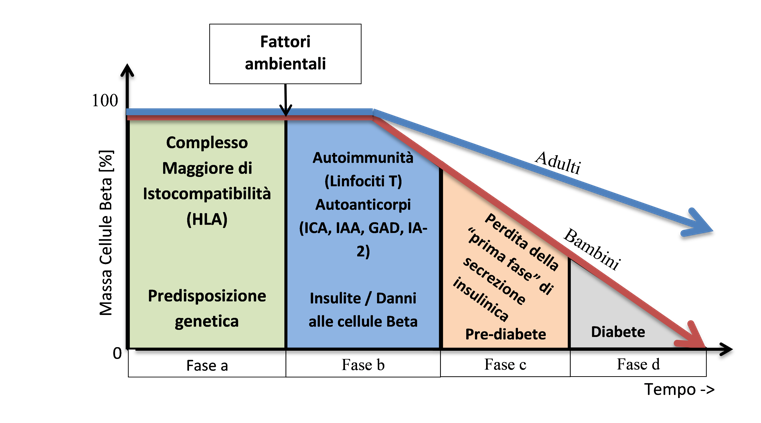 Fattori
ambientali
100
Massa Cellule Beta [%]
0
Complesso
Maggiore di
Istocompatibilità
(HLA)
Predisposizione
genetica
Autoimmunità
(Linfociti T)
Autoanticorpi
(ICA, IAA, GAD, IA-
2)
Insulite / Danni
alle cellule Beta
Adulti
Bambini
Perdita della
“prima fase” di
secrezione
insulinica
Pre-diabete
Diabete
Fase a
Fase b
Fase c
Fase d
Tempo ->